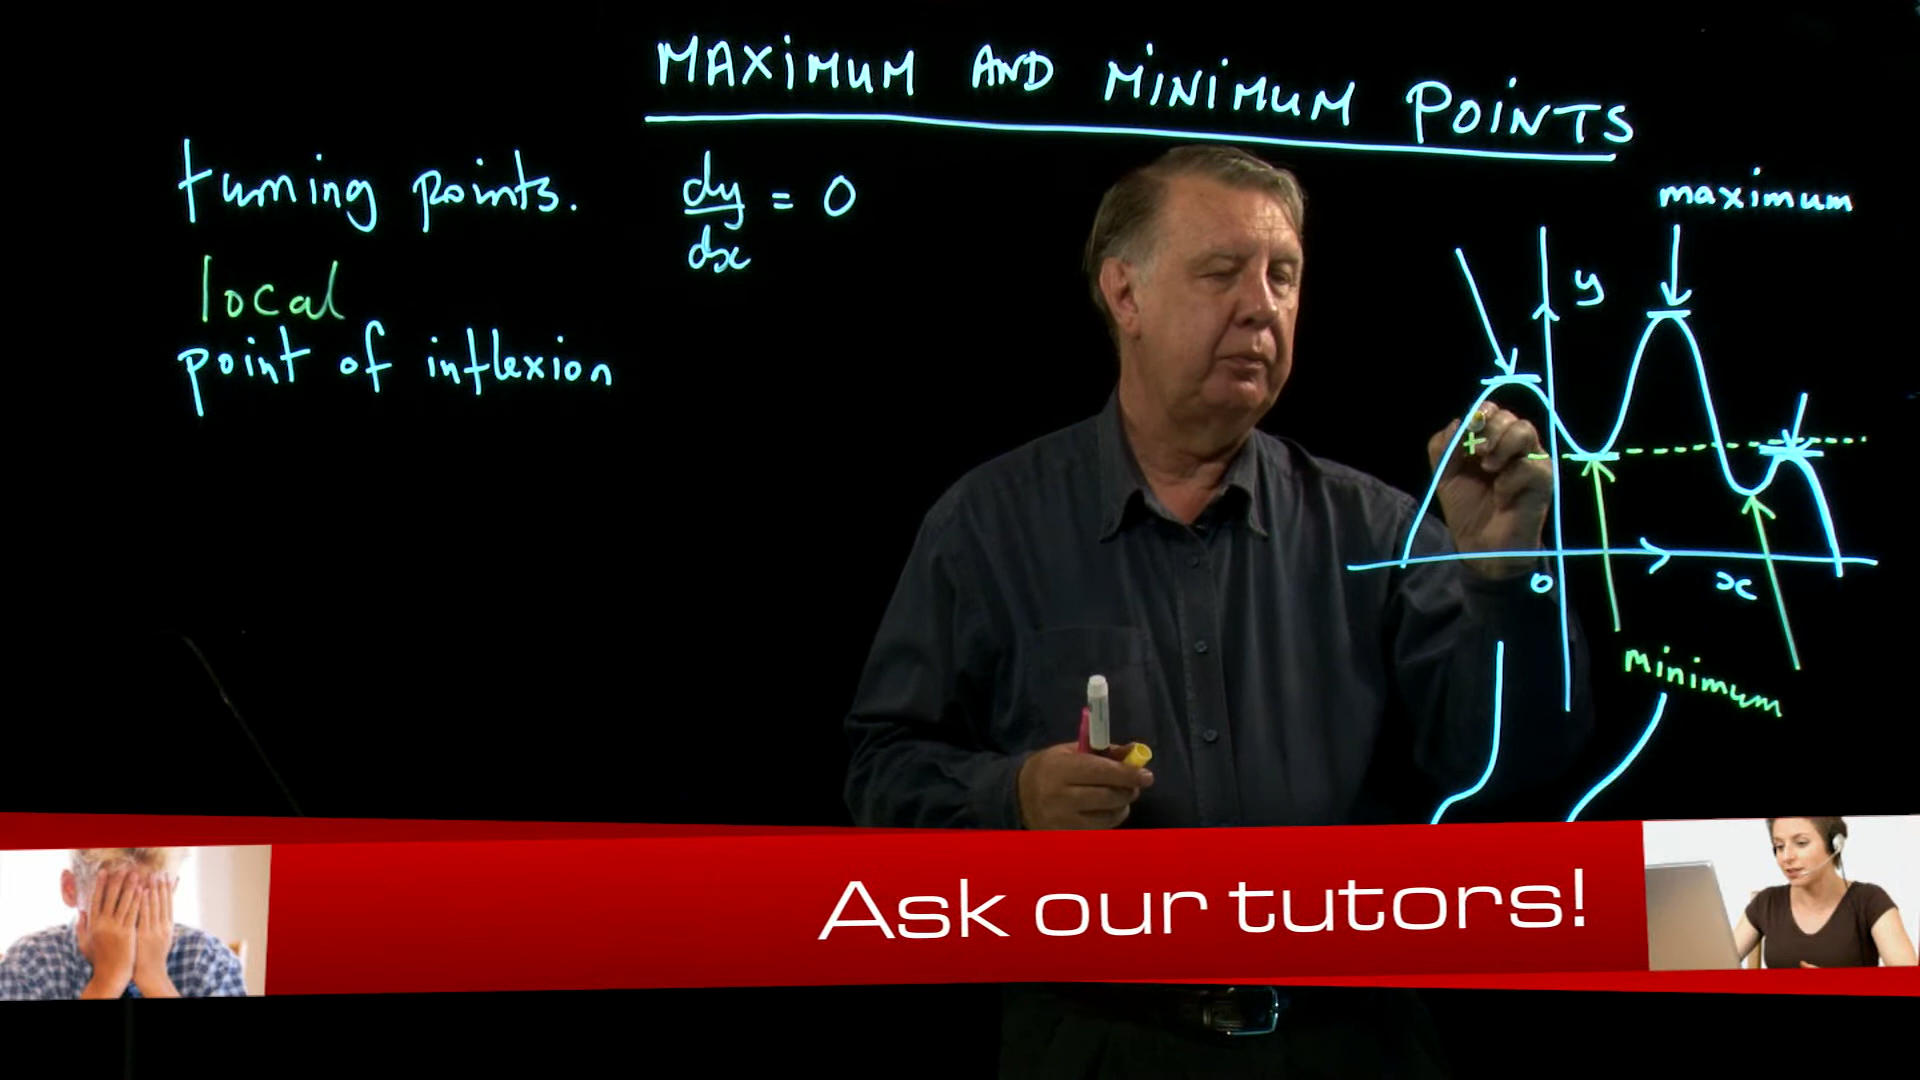 MAXIMUM AND MINIMUM POINTS
turning points.
dy/dx = 0
local
point of inflexion
maximum
y
+
0
x
minimum
Ask our tutors!